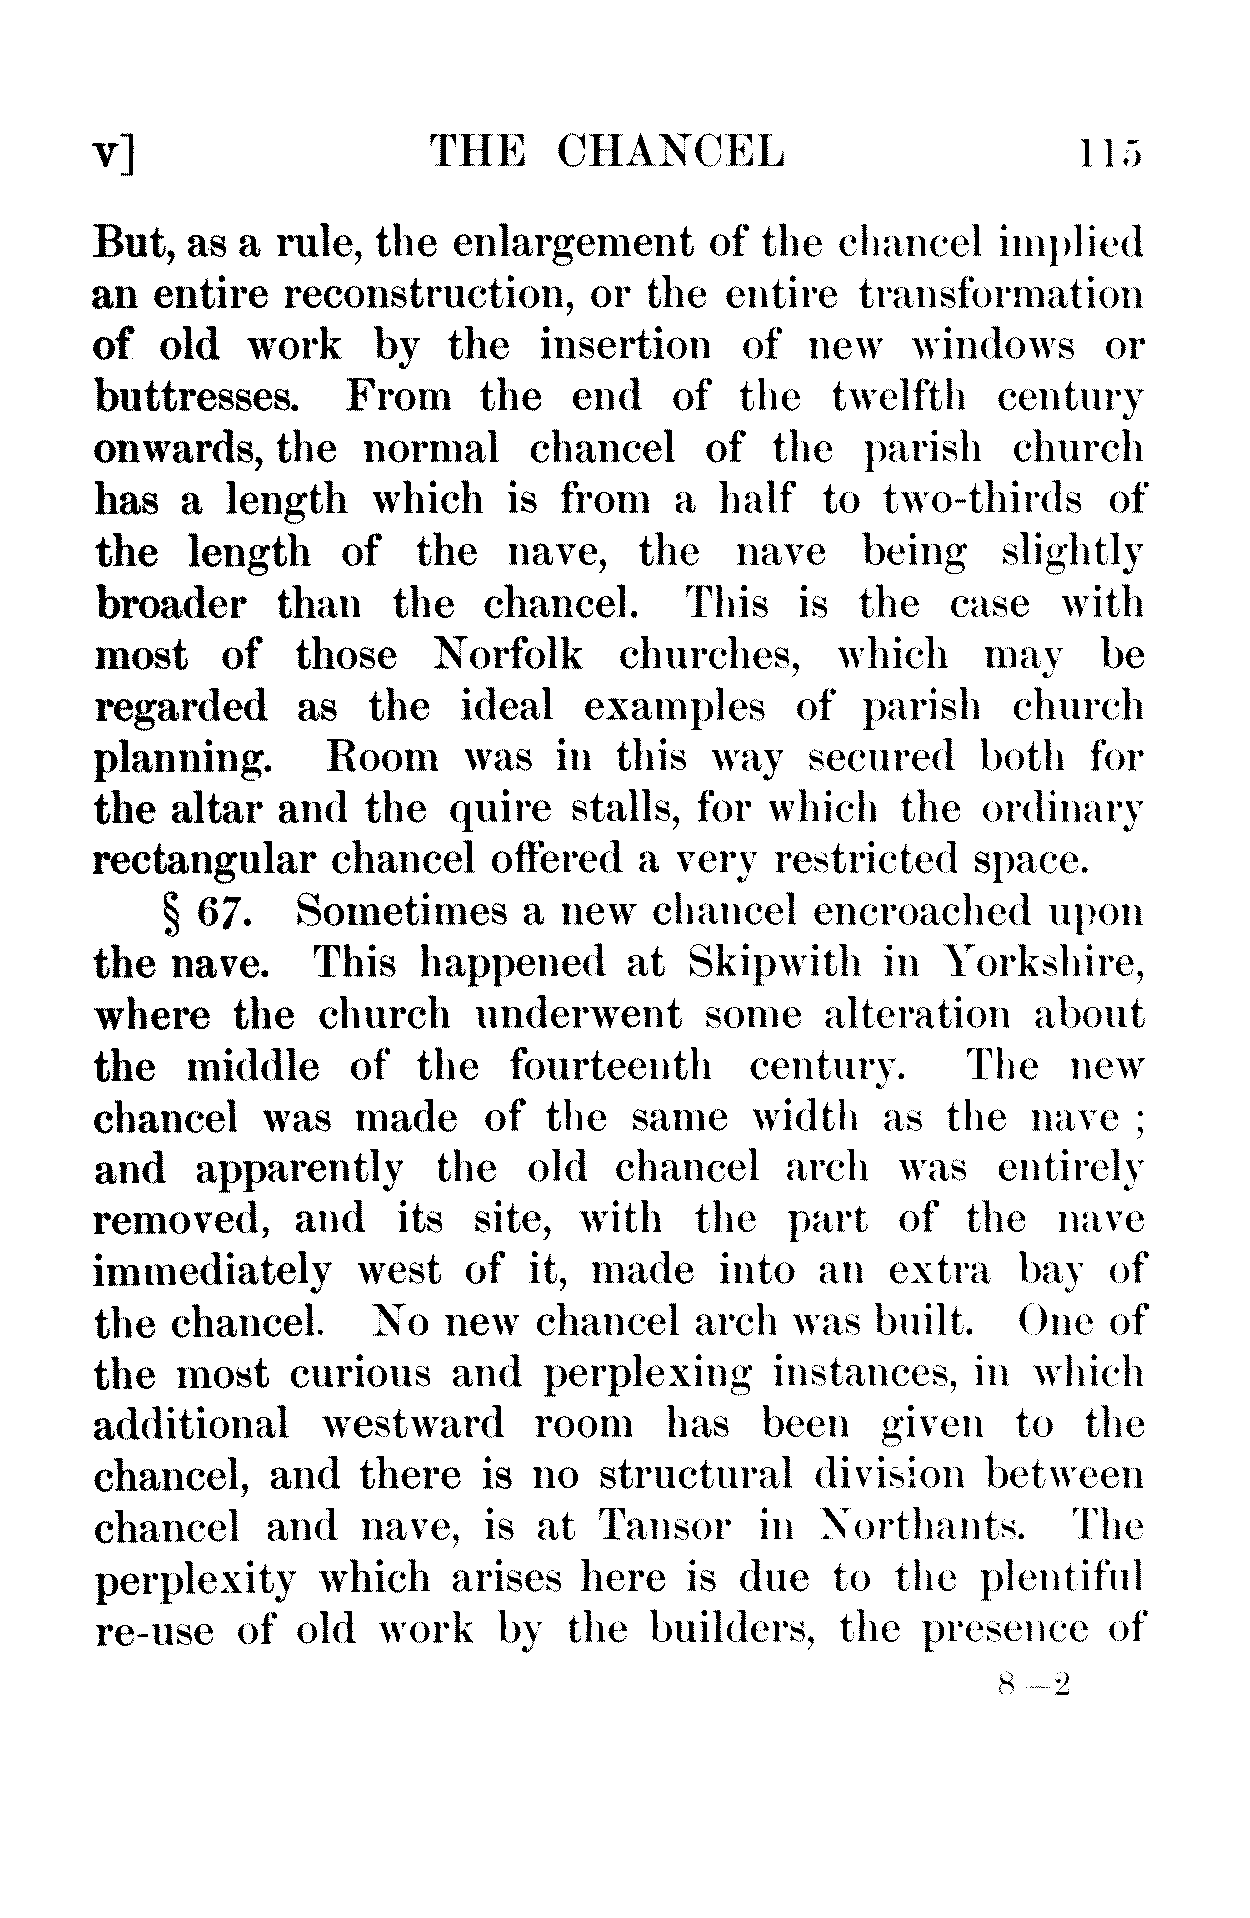 v] THE CHANCEL 115
But, as a rule, the enlargement of the chancel implied
an entire reconstruction, or the entire transformation
of old work by the insertion of new windows or
buttresses. From the end of the twelfth century
onwards, the normal chancel of the parish church
has a length which is from a half to two-thirds of
the length of the nave, the nave being slightly
broader than the chancel. This is the case with
most of those Norfolk churches, which may be
regarded as the ideal examples of parish church
planning. Room was in this way secured both for
the altar and the quire stalls, for which the ordinary
rectangular chancel offered a very restricted space.
§ 67. Sometimes a new chancel encroached upon
the nave. This happened at Skipwith in Yorkshire,
where the church underwent some alteration about
the middle of the fourteenth century. The new
chancel was made of the same width as the nave ;
and apparently the old chancel arch was entirely
removed, and its site, with the part of the nave
immediately west of it, made into an extra bay of
the chancel. No new chancel arch was built. One of
the most curious and perplexing instances, in which
additional westward room has been given to the
chancel, and there is no structural division between
chancel and nave, is at Tansor in Northants. The
perplexity which arises here is due to the plentiful
re-use of old work by the builders, the presence of
8—2